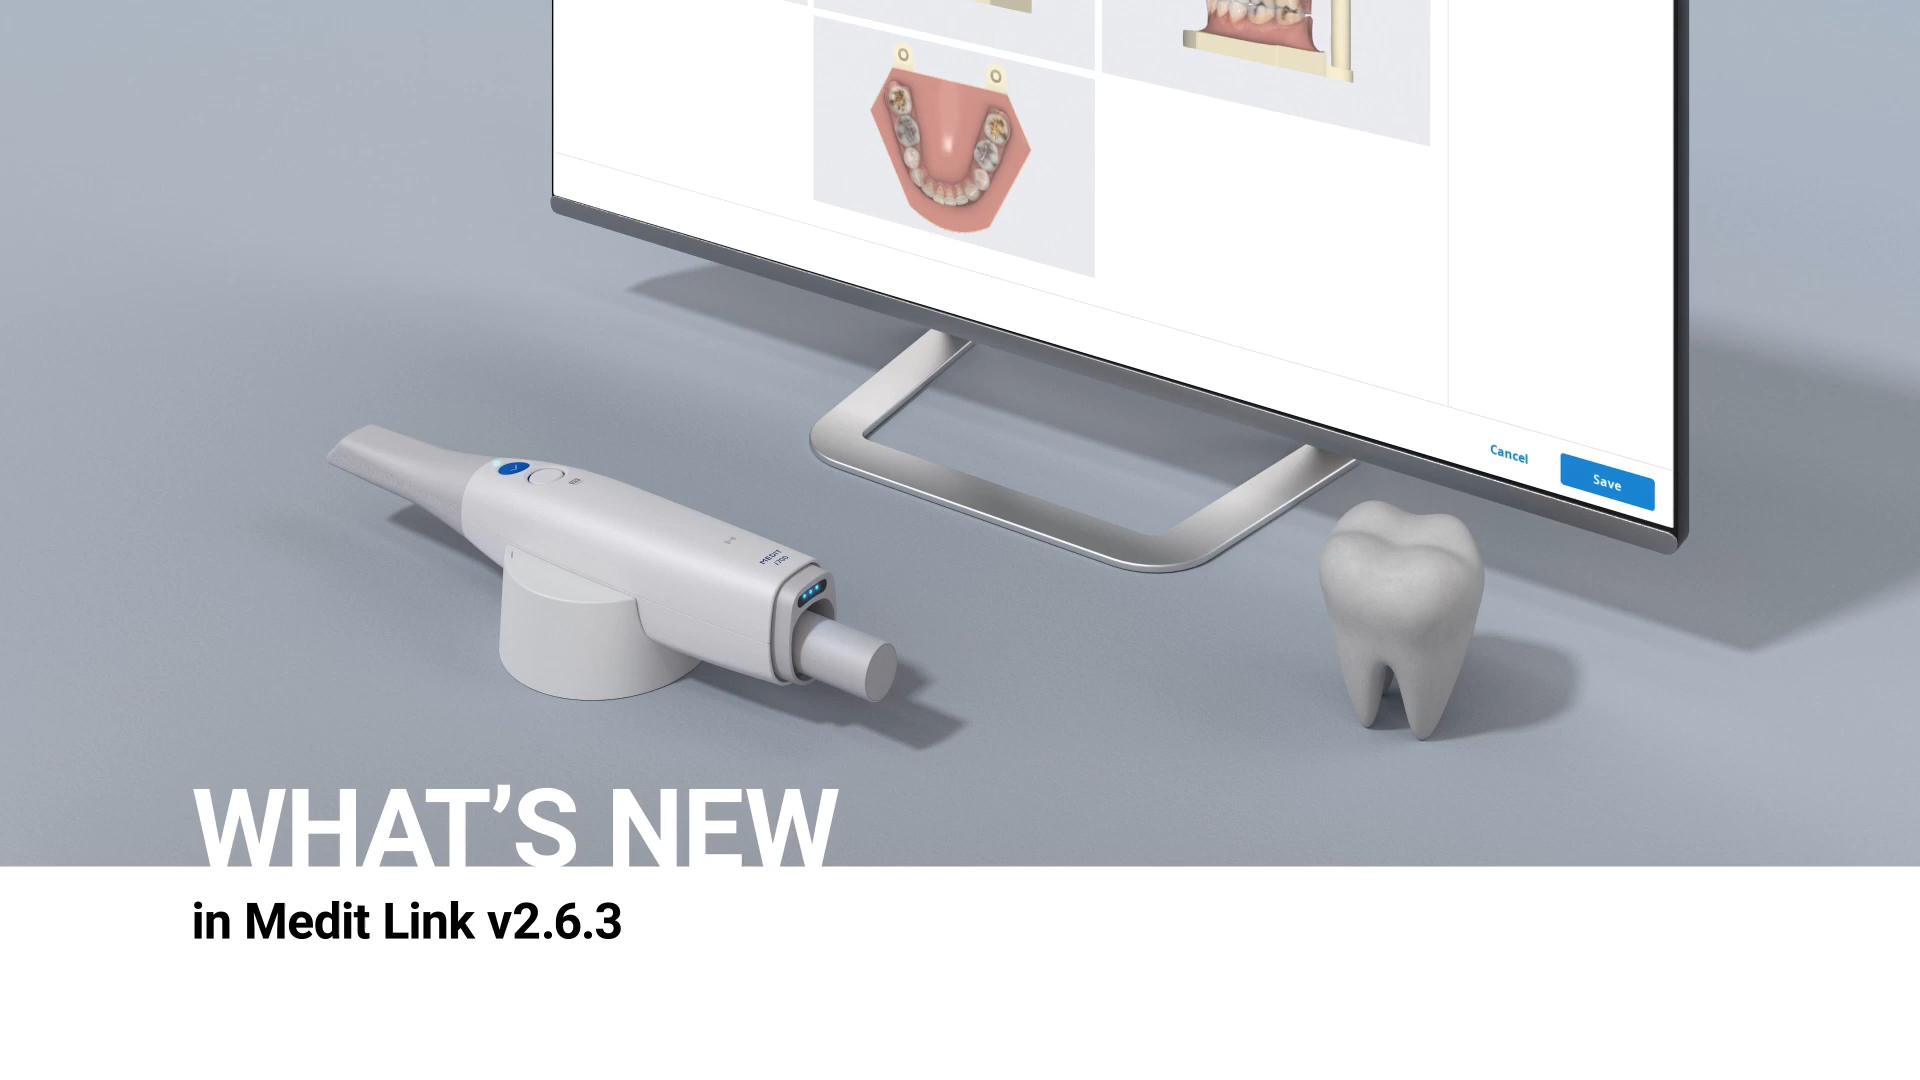 Cancel
Save
MEDIT
i700
WHAT'S NEW
in Medit Link v2.6.3